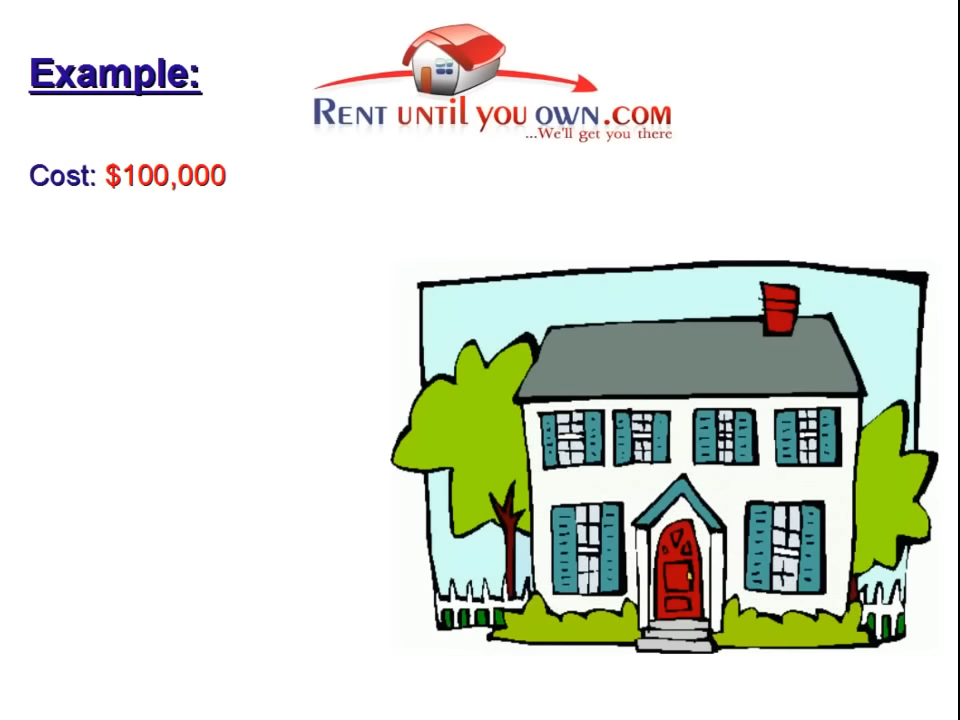 Example:
RENT UNTIL YOU OWN.COM
...We'll get you there
Cost: $100,000